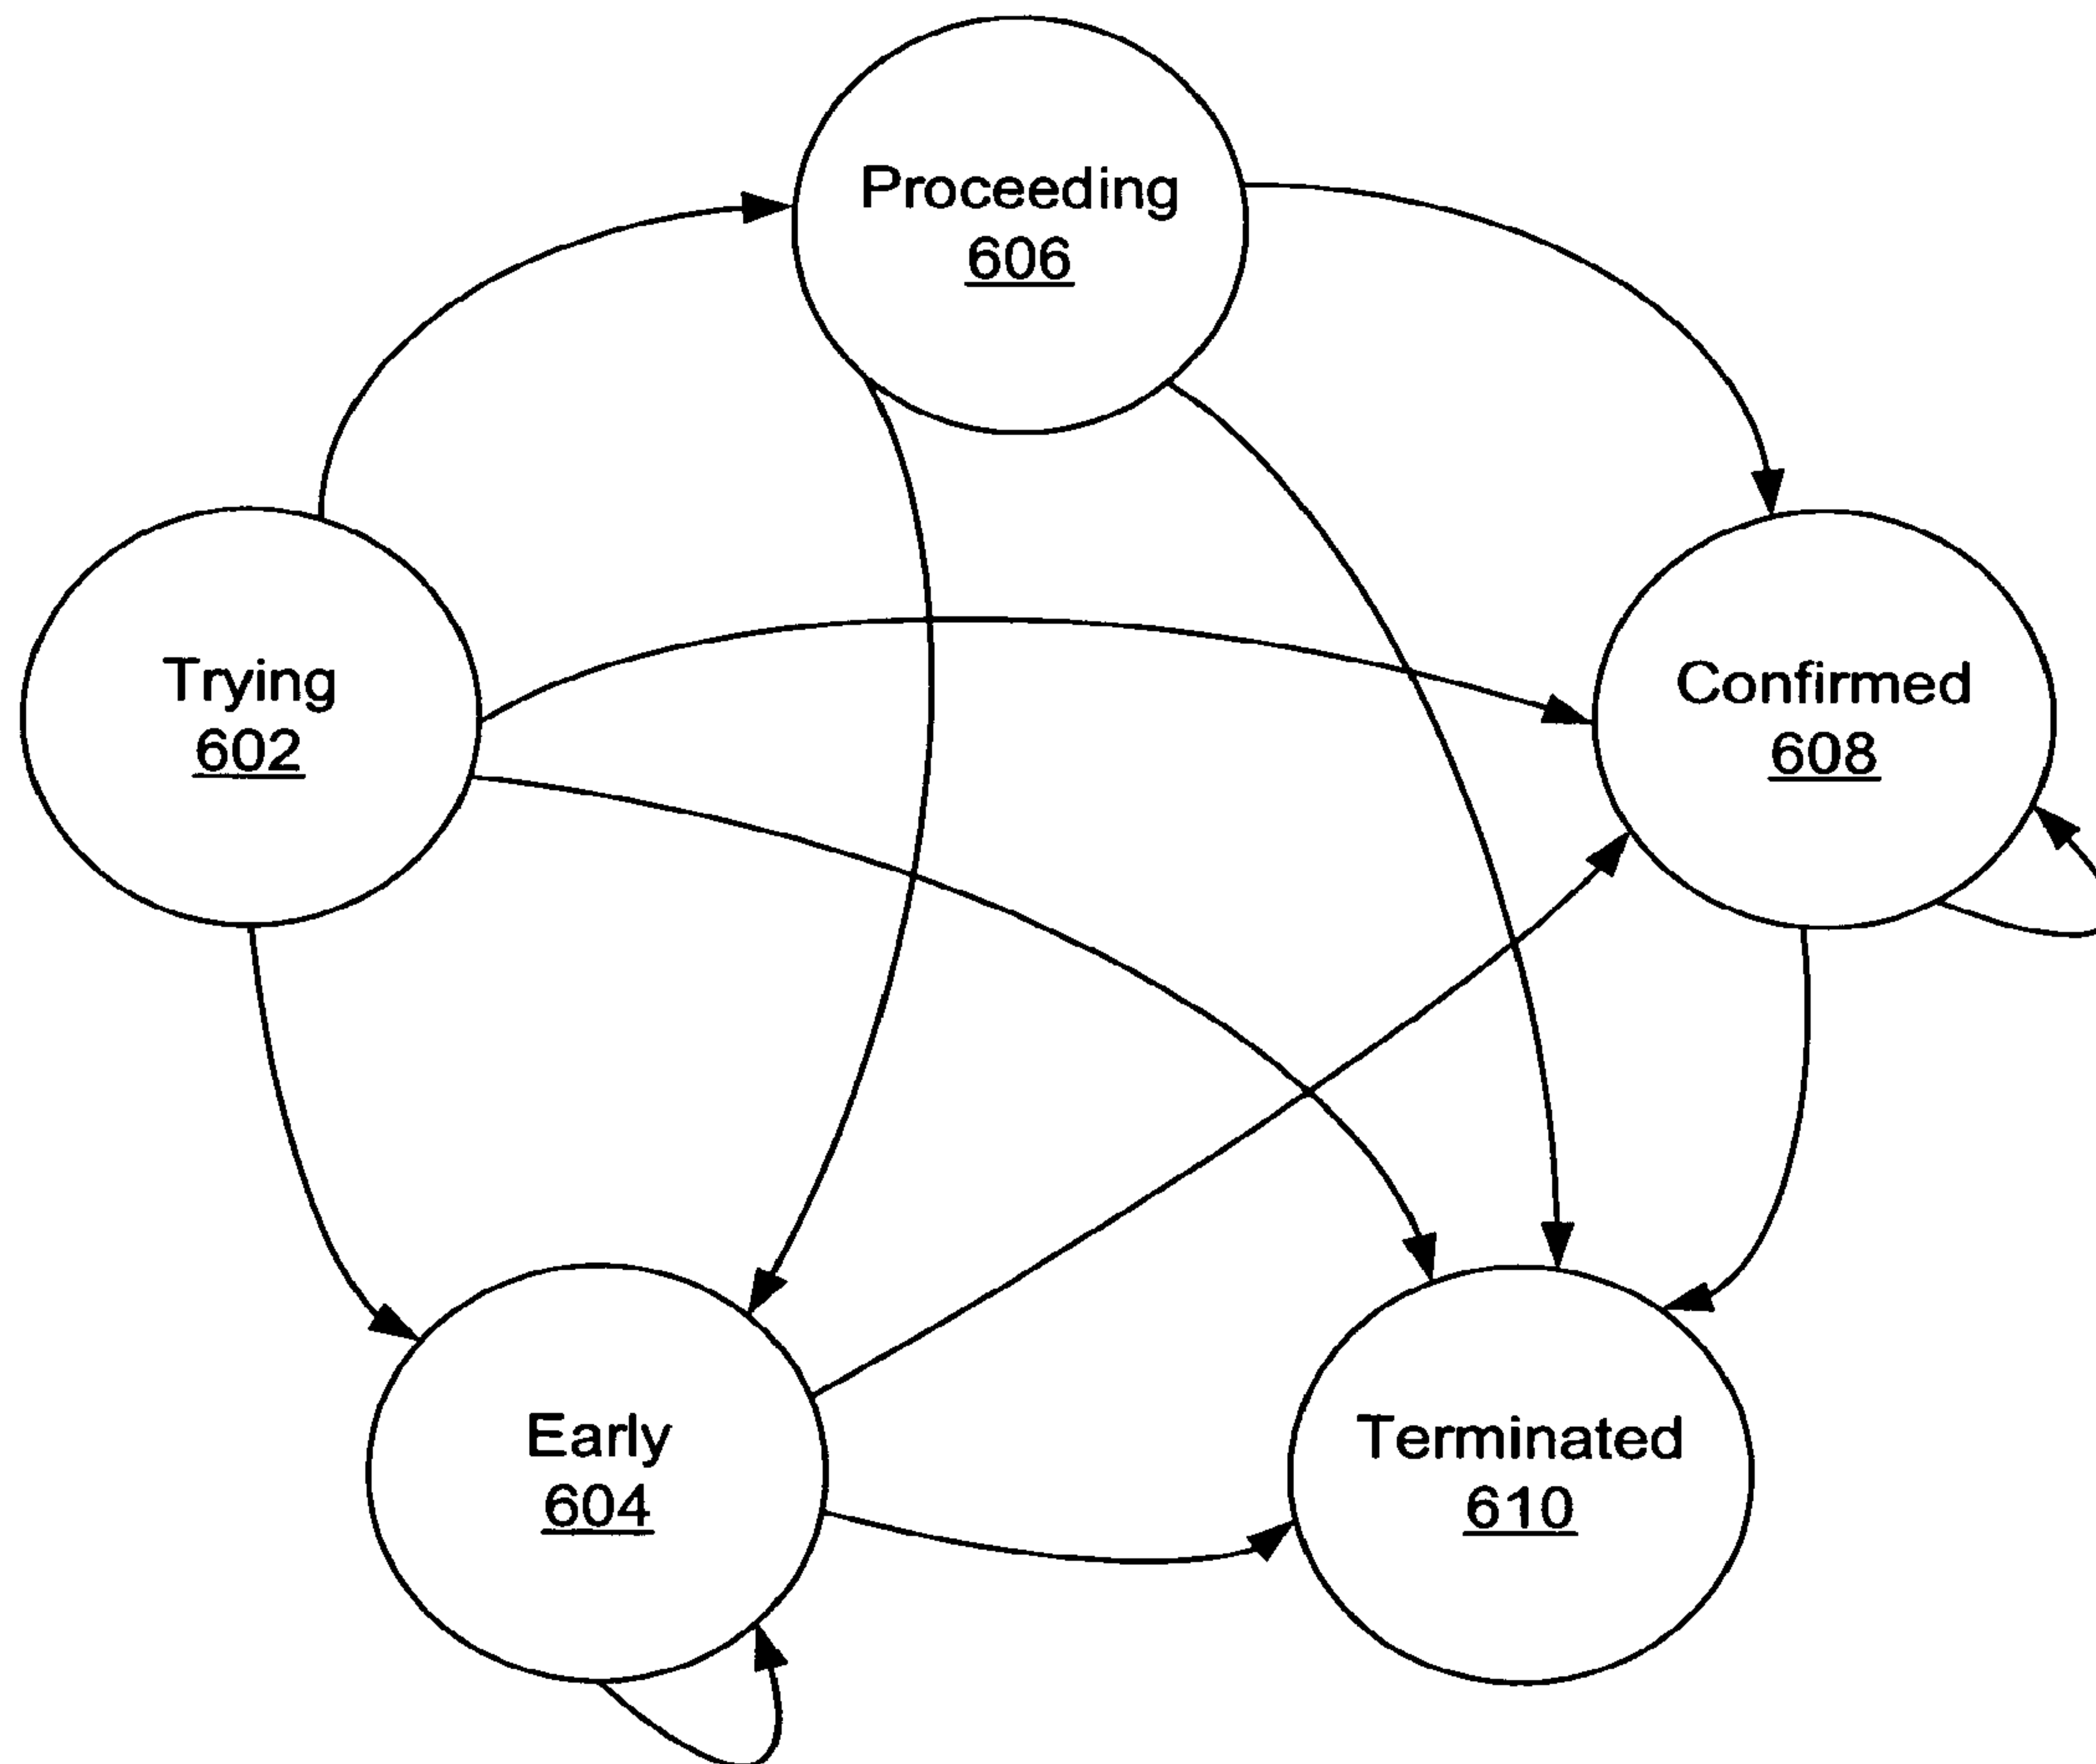 Proceeding
606
Trying
602
Confirmed
608
Early
604
Terminated
610